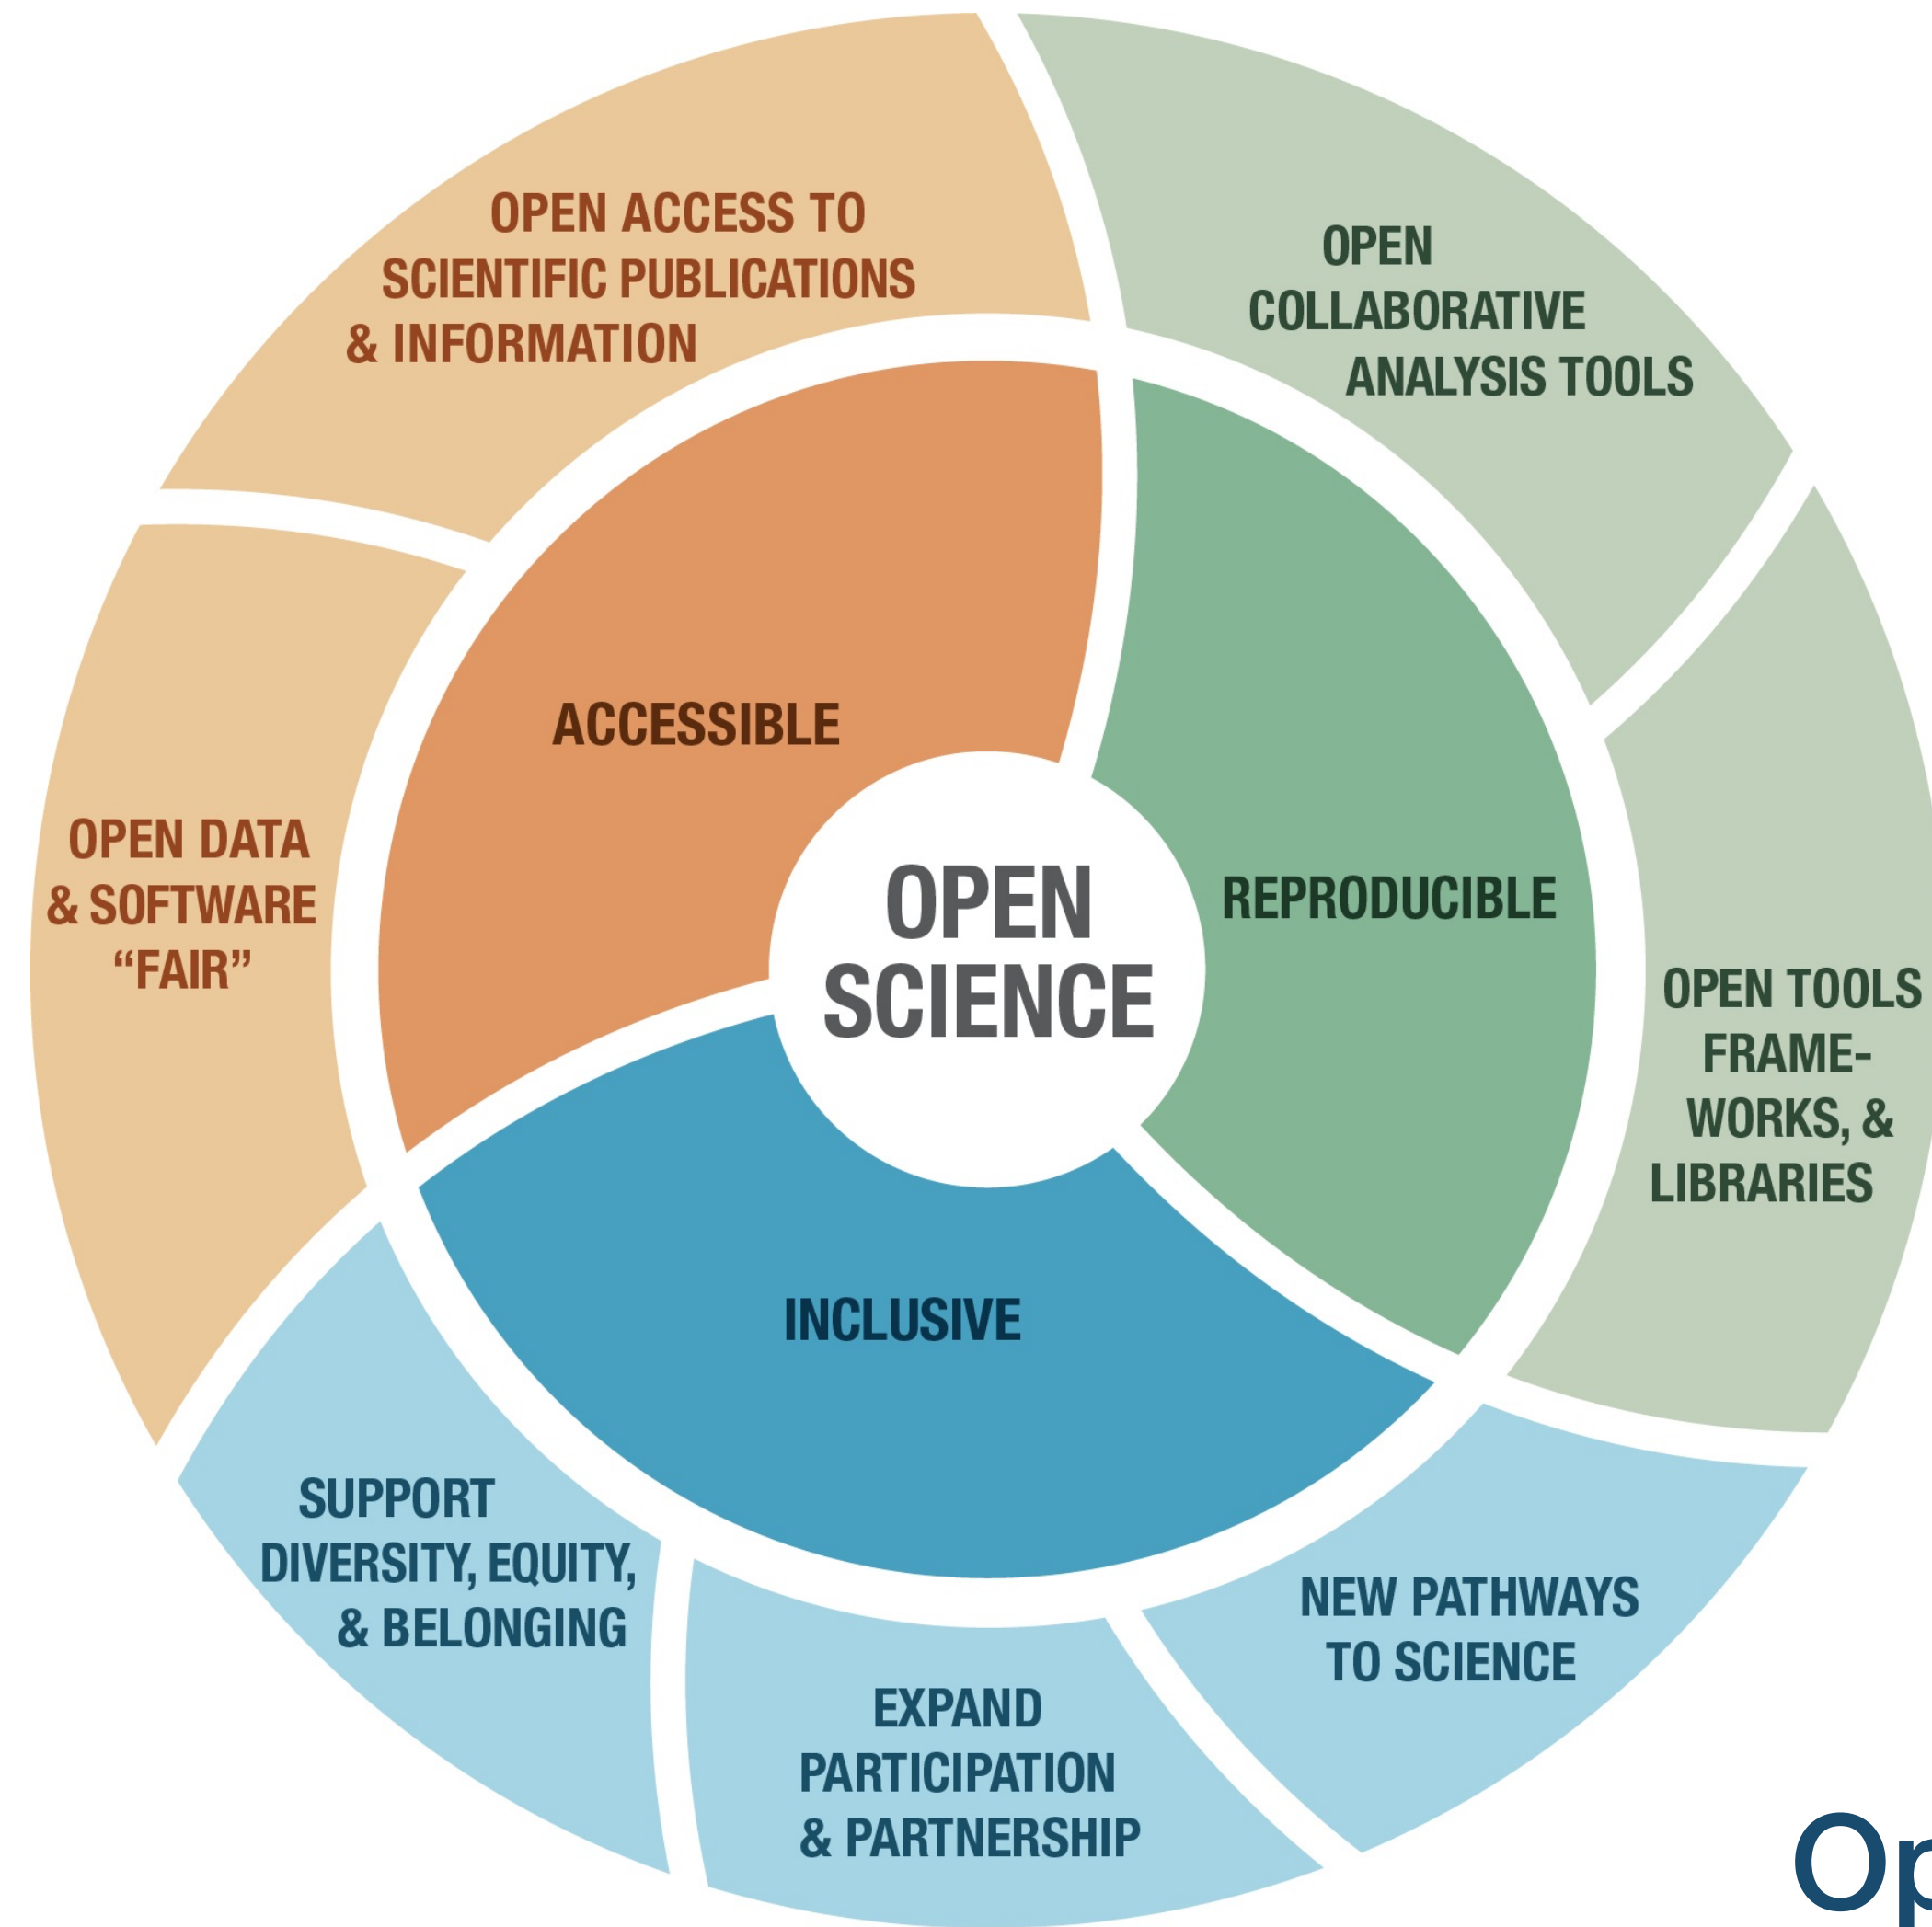 OPEN ACCESS TO
SCIENTIFIC PUBLICATIONS
& INFORMATION
OPEN
COLLABORATIVE
ANALYSIS TOOLS
ACCESSIBLE
OPEN DATA
& SOFTWARE
“FAIR”
OPEN
SCIENCE
REPRODUCIBLE
OPEN TOOLS
FRAME-
WORKS, &
LIBRARIES
INCLUSIVE
SUPPORT
DIVERSITY, EQUITY,
& BELONGING
EXPAND
PARTICIPATION
& PARTNERSHIP
NEW PATHWAYS
TO SCIENCE